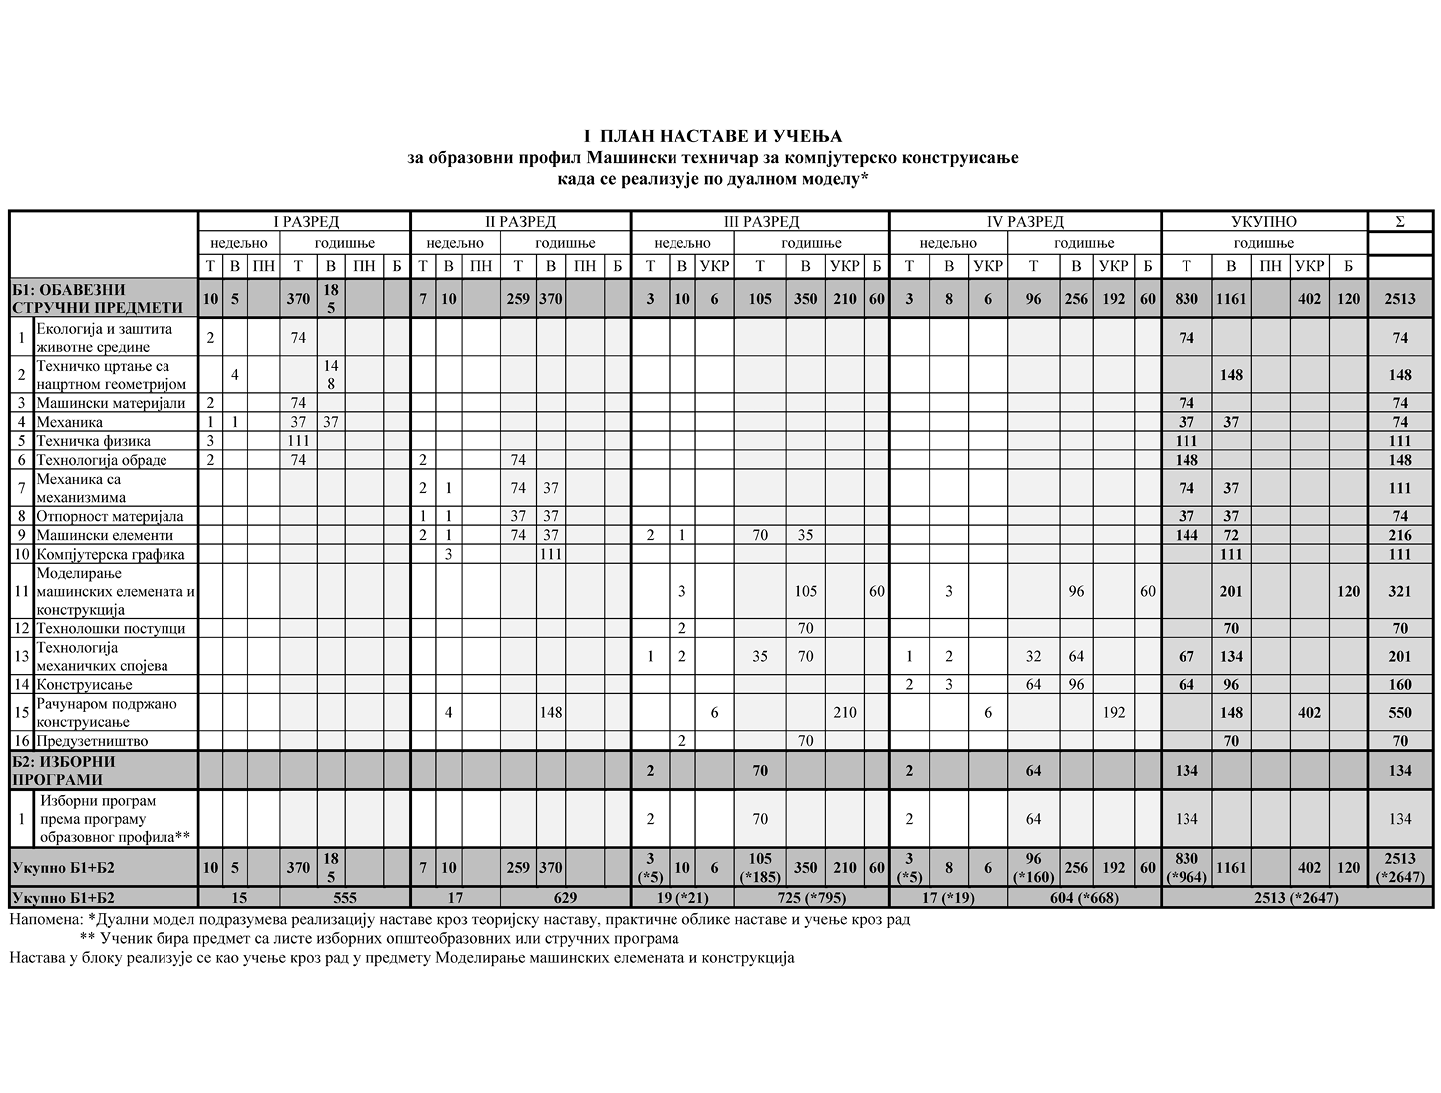 I ПЛАН НАСТАВЕ И УЧЕЊА
за образовни профил Машински техничар за компјутерско конструисање
када се реализује по дуалном моделу*
I РАЗРЕД II РАЗРЕД III РАЗРЕД IV РАЗРЕД УКУПНО Σ
недељно годишње недељно годишње недељно годишње недељно годишње годишње
Т В ПН Т В ПН Б Т В ПН Т В ПН Б Т В УКР Т В УКР Б Т В УКР Т В УКР Б Т В ПН УКР Б
Б1: ОБАВЕЗНИ
СТРУЧНИ ПРЕДМЕТИ 10 5 370 18
5 7 10 259 370 3 10 6 105 350 210 60 3 8 6 96 256 192 60 830 1161 402 120 2513
1 Екологија и заштита
животне средине 2 74 74 74
2 Техничко цртање са
нацртном геометријом 4 14
8 148 148
3 Машински материјали 2 74 74 74
4 Механика 1 1 37 37 37 37 74
5 Техничка физика 3 111 111 111
6 Технологија обраде 2 74 2 74 148 148
7 Механика са
механизмима 2 1 74 37 74 37 111
8 Отпорност материјала 1 1 37 37 37 37 74
9 Машински елементи 2 1 74 37 2 1 70 35 144 72 216
10 Компјутерска графика 3 111 111 111
11 Моделирање
машинских елемената и
конструкција 3 105 60 3 96 60 201 120 321
12 Технолошки поступци 2 70 70 70
13 Технологија
механичких спојева 1 2 35 70 1 2 32 64 67 134 201
14 Конструисање 2 3 64 96 64 96 160
15 Рачунаром подржано
конструисање 4 148 6 210 6 192 148 402 550
16 Предузетништво 2 70 70 70
Б2: ИЗБОРНИ
ПРОГРАМИ 2 70 2 64 134 134
1 Изборни програм
према програму
образовног профила** 2 70 2 64 134 134
Укупно Б1+Б2 10 5 370 18
5 7 10 259 370 3
(*5) 10 6 105
(*185) 350 210 60 3
(*5) 8 6 96
(*160) 256 192 60 830
(*964) 1161 402 120 2513
(*2647)
Укупно Б1+Б2 15 555 17 629 19 (*21) 725 (*795) 17 (*19) 604 (*668) 2513 (*2647)
Напомена: *Дуални модел подразумева реализацију наставе кроз теоријску наставу, практичне облике наставе и учење кроз рад
** Ученик бира предмет са листе изборних општеобразовних или стручних програма
Настава у блоку реализује се као учење кроз рад у предмету Моделирање машинских елемената и конструкција